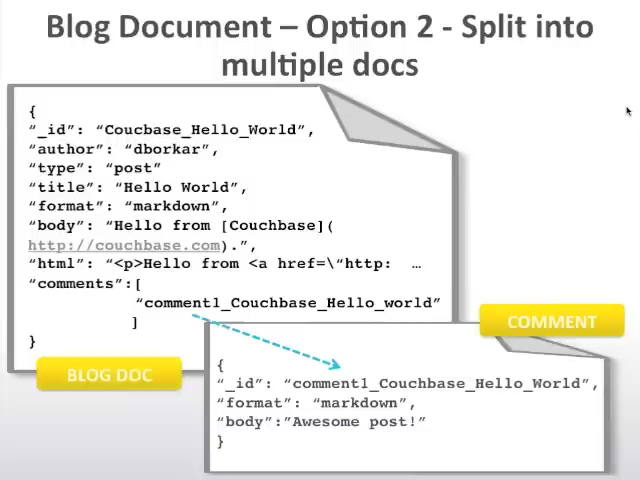 Blog Document – Option 2 - Split into
multiple docs
{
“_id”: “Coucbase_Hello_World”,
“author”: “dborkar”,
“type”: “post”
“title”: “Hello World”,
“format”: “markdown”,
“body”: “Hello from [Couchbase](
http://couchbase.com).”,
“html”: “<p>Hello from <a href=\“http: …
“comments”:[
“comment1_Couchbase_Hello_world”
]
}
BLOG DOC
COMMENT
{
“_id”: “comment1_Couchbase_Hello_World”,
“format”: “markdown”,
“body”:”Awesome post!”
}